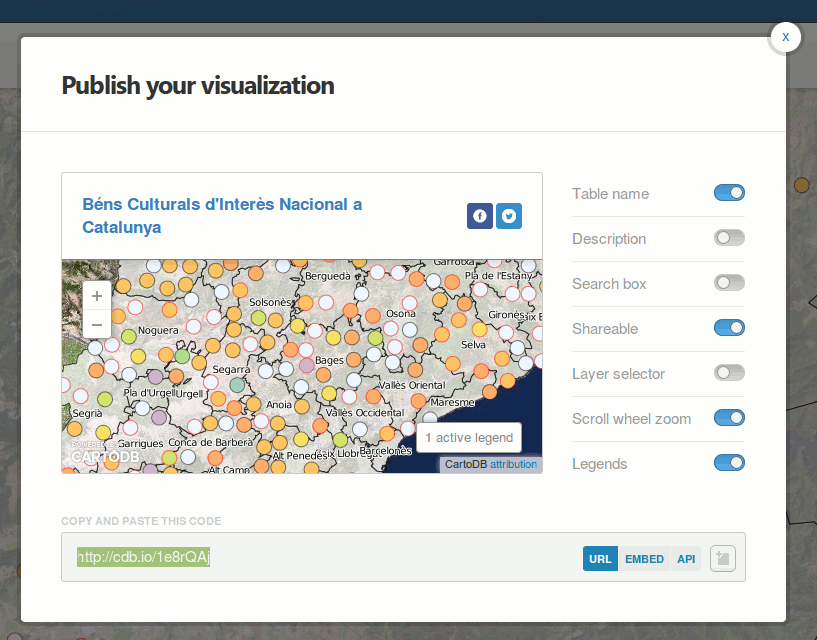 x
Publish your visualization
Béns Culturals d'Interès Nacional a
Catalunya
Table name
Description
Search box
Shareable
Layer selector
Scroll wheel zoom
Legends
+
−
Garrotxa
Berguedà
Pla de l'Estany
Solsonès
Osona
Gironès
Noguera
Selva
Bages
Segarra
Vallès Oriental
Pla d'Urgell
Urgell
Anoia
Maresme
Segrià
Vallès Occidental
Garrigues
Conca de Barberà
Barcelonès
Alt Penedès
Baix Llobregat
Alt Camp
1 active legend
POWERED BY
CARTODB
CartoDB attribution
COPY AND PASTE THIS CODE
http://cdb.io/1e8rQAj
URL
EMBED
API